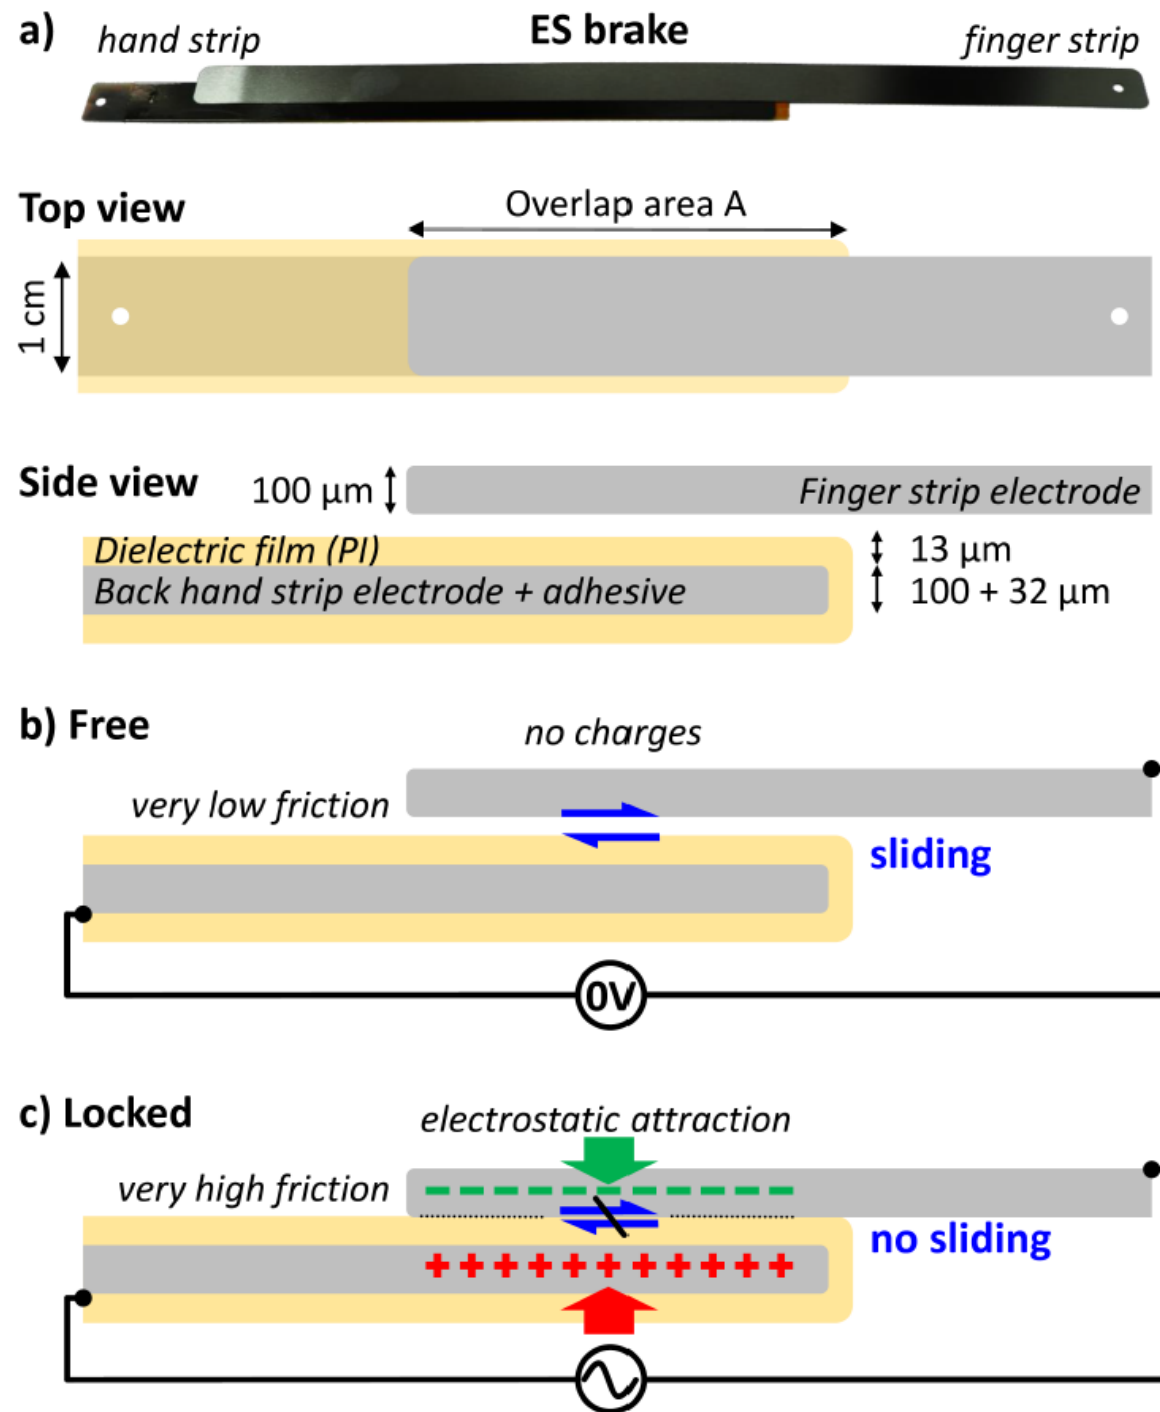 a)
hand strip
ES brake
finger strip
Top view
Overlap area A
1 cm
Side view
100 µm
Finger strip electrode
Dielectric film (PI)
13 µm
Back hand strip electrode + adhesive
100 + 32 µm
b) Free
no charges
very low friction
sliding
0V
c) Locked
electrostatic attraction
very high friction
no sliding